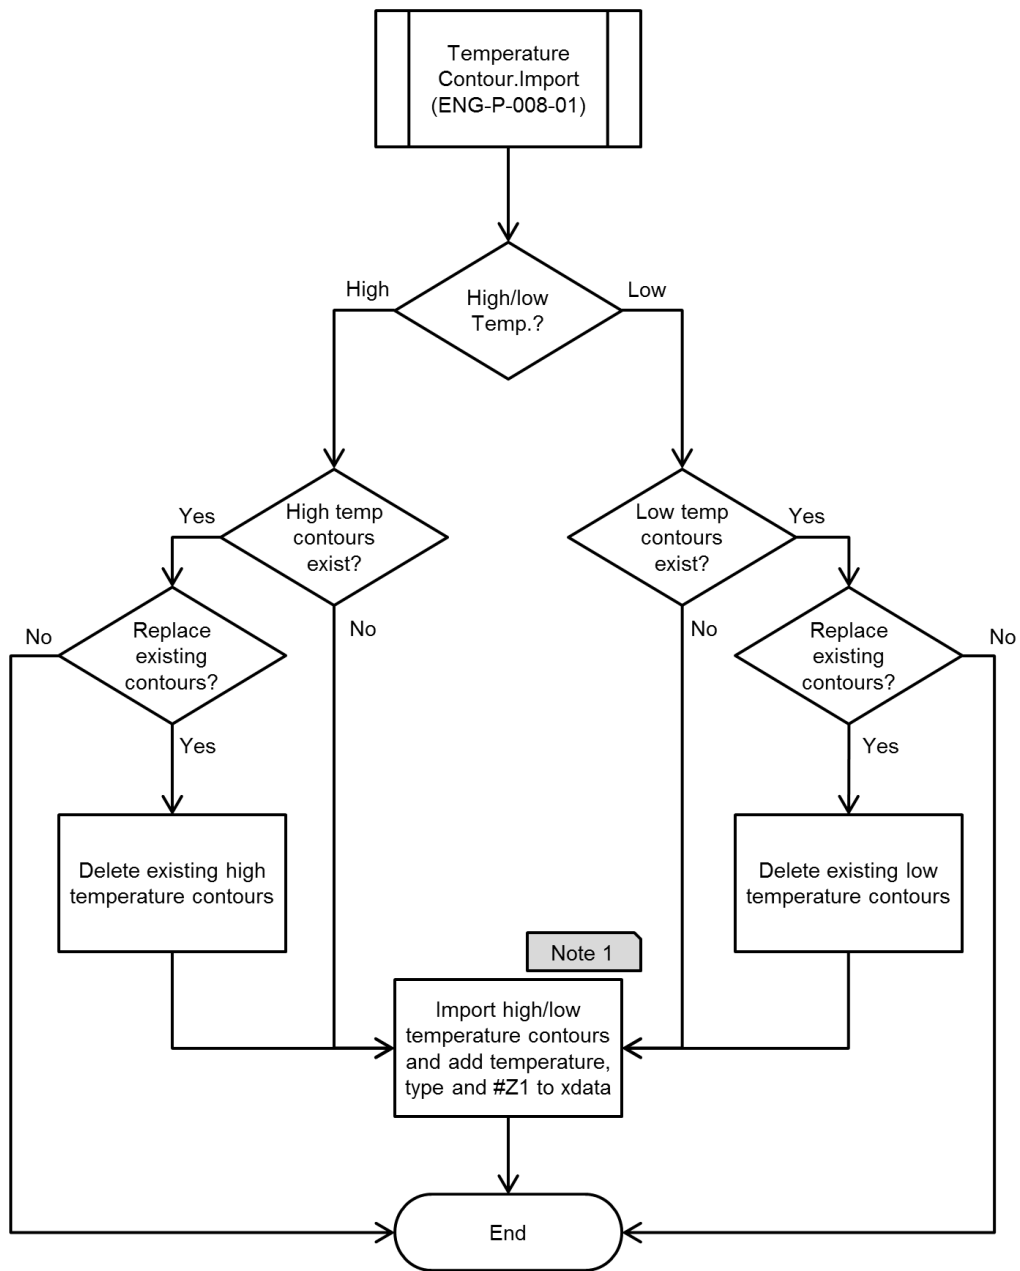 Temperature
Contour.Import
(ENG-P-008-01)
High
High/low
Temp.?
Low
Yes
High temp
contours
exist?
Low temp
contours
exist?
Yes
No
Replace
existing
contours?
No
No
Replace
existing
contours?
No
Yes
Yes
Delete existing high
temperature contours
Delete existing low
temperature contours
Note 1
Import high/low
temperature contours
and add temperature,
type and #Z1 to xdata
End